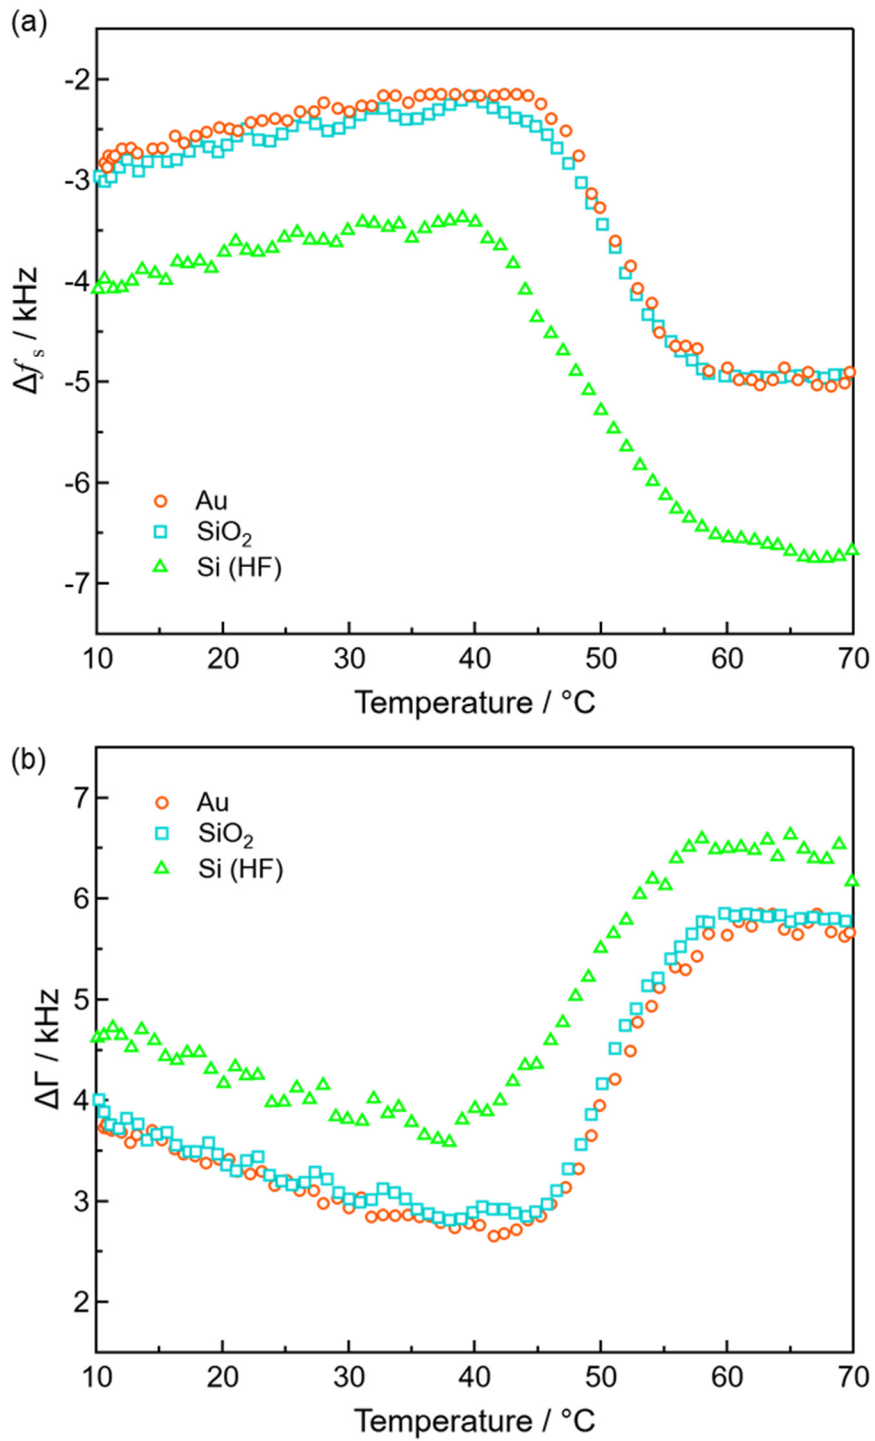 (a)
-2
-3
-4
-5
-6
-7
Δfs / kHz
Au
SiO2
Si (HF)
10 20 30 40 50 60 70
Temperature / °C
(b)
7
6
5
4
3
2
ΔΓ / kHz
Au
SiO2
Si (HF)
10 20 30 40 50 60 70
Temperature / °C